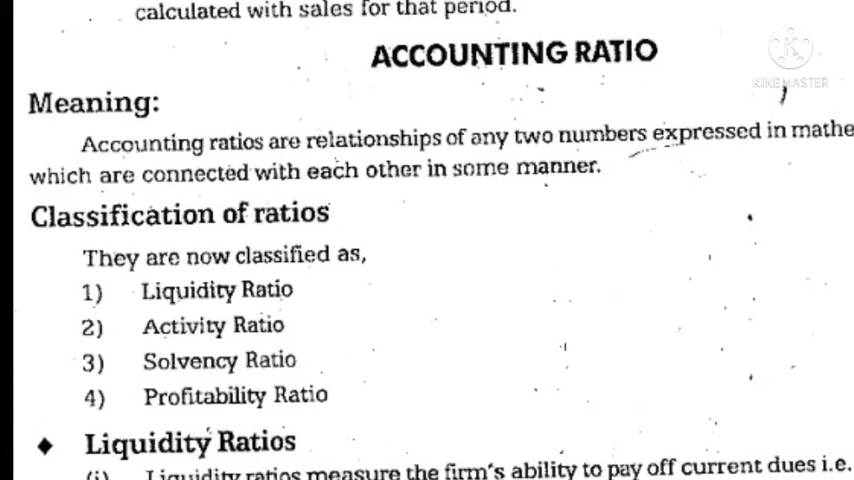 calculated with sales for that period.
ACCOUNTING RATIO
K
KINEMASTER
Meaning:
Accounting ratios are relationships of any two numbers expressed in mathe
which are connected with each other in some manner.
Classification of ratios
They are now classified as,
1) Liquidity Ratio
2) Activity Ratio
3) Solvency Ratio
4) Profitability Ratio
♦ Liquidity Ratios
(i) Liquidity ratios measure the firm's ability to pay off current dues i.e.